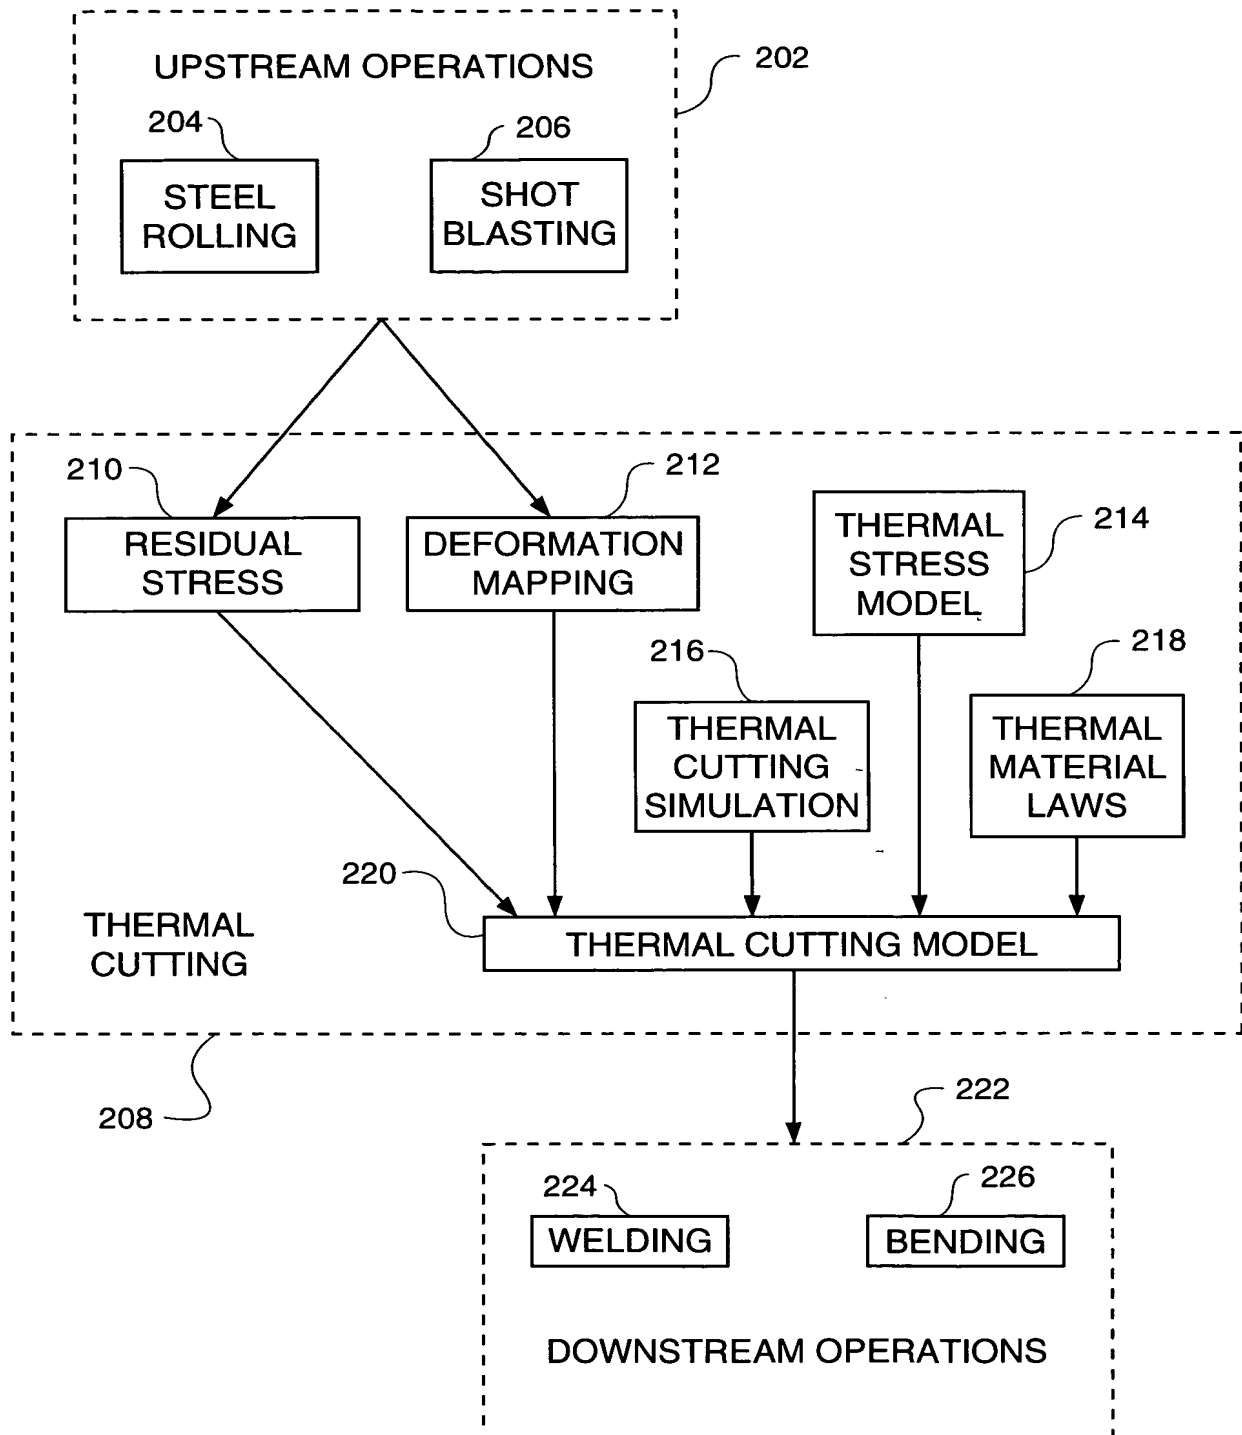 UPSTREAM OPERATIONS
202
204
206
STEEL
ROLLING
SHOT
BLASTING
210
212
214
RESIDUAL
STRESS
DEFORMATION
MAPPING
THERMAL
STRESS
MODEL
216
218
THERMAL
CUTTING
SIMULATION
THERMAL
MATERIAL
LAWS
220
THERMAL
CUTTING
THERMAL CUTTING MODEL
208
222
224
226
WELDING
BENDING
DOWNSTREAM OPERATIONS